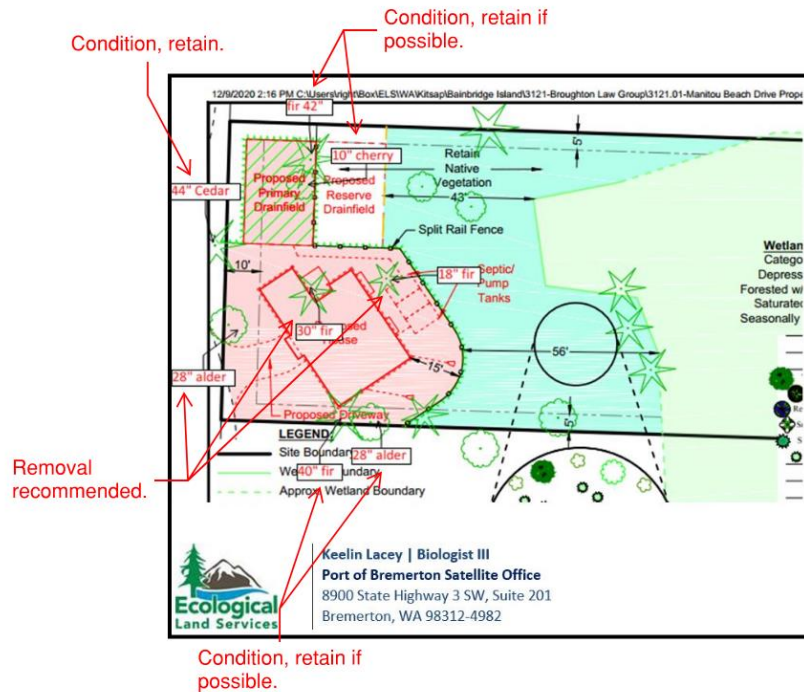 Condition, retain if
possible.
Condition, retain.
12/9/2020 2:16 PM C:\Users\right\Box\ELS\WA\Kitsap\Bainbridge Island\3121-Broughton Law Group\3121.01-Manitou Beach Drive Prope
fir 42"
5'
10" cherry
Retain
Native
Vegetation
43'
Proposed
Primary
Drainfield
Proposed
Reserve
Drainfield
44" Cedar
Split Rail Fence
Wetlan
Catego
Depress
Forested w/
Saturated
Seasonally
10'
18" fir
Septic/
Pump
Tanks
30" fir
House
56'
15'
28" alder
Proposed Driveway
5'
LEGEND:
Site Boundary
28" alder
40" fir
Approx Wetland Boundary
Removal
recommended.
Ecological
Land Services
Keelin Lacey | Biologist III
Port of Bremerton Satellite Office
8900 State Highway 3 SW, Suite 201
Bremerton, WA 98312-4982
Condition, retain if
possible.